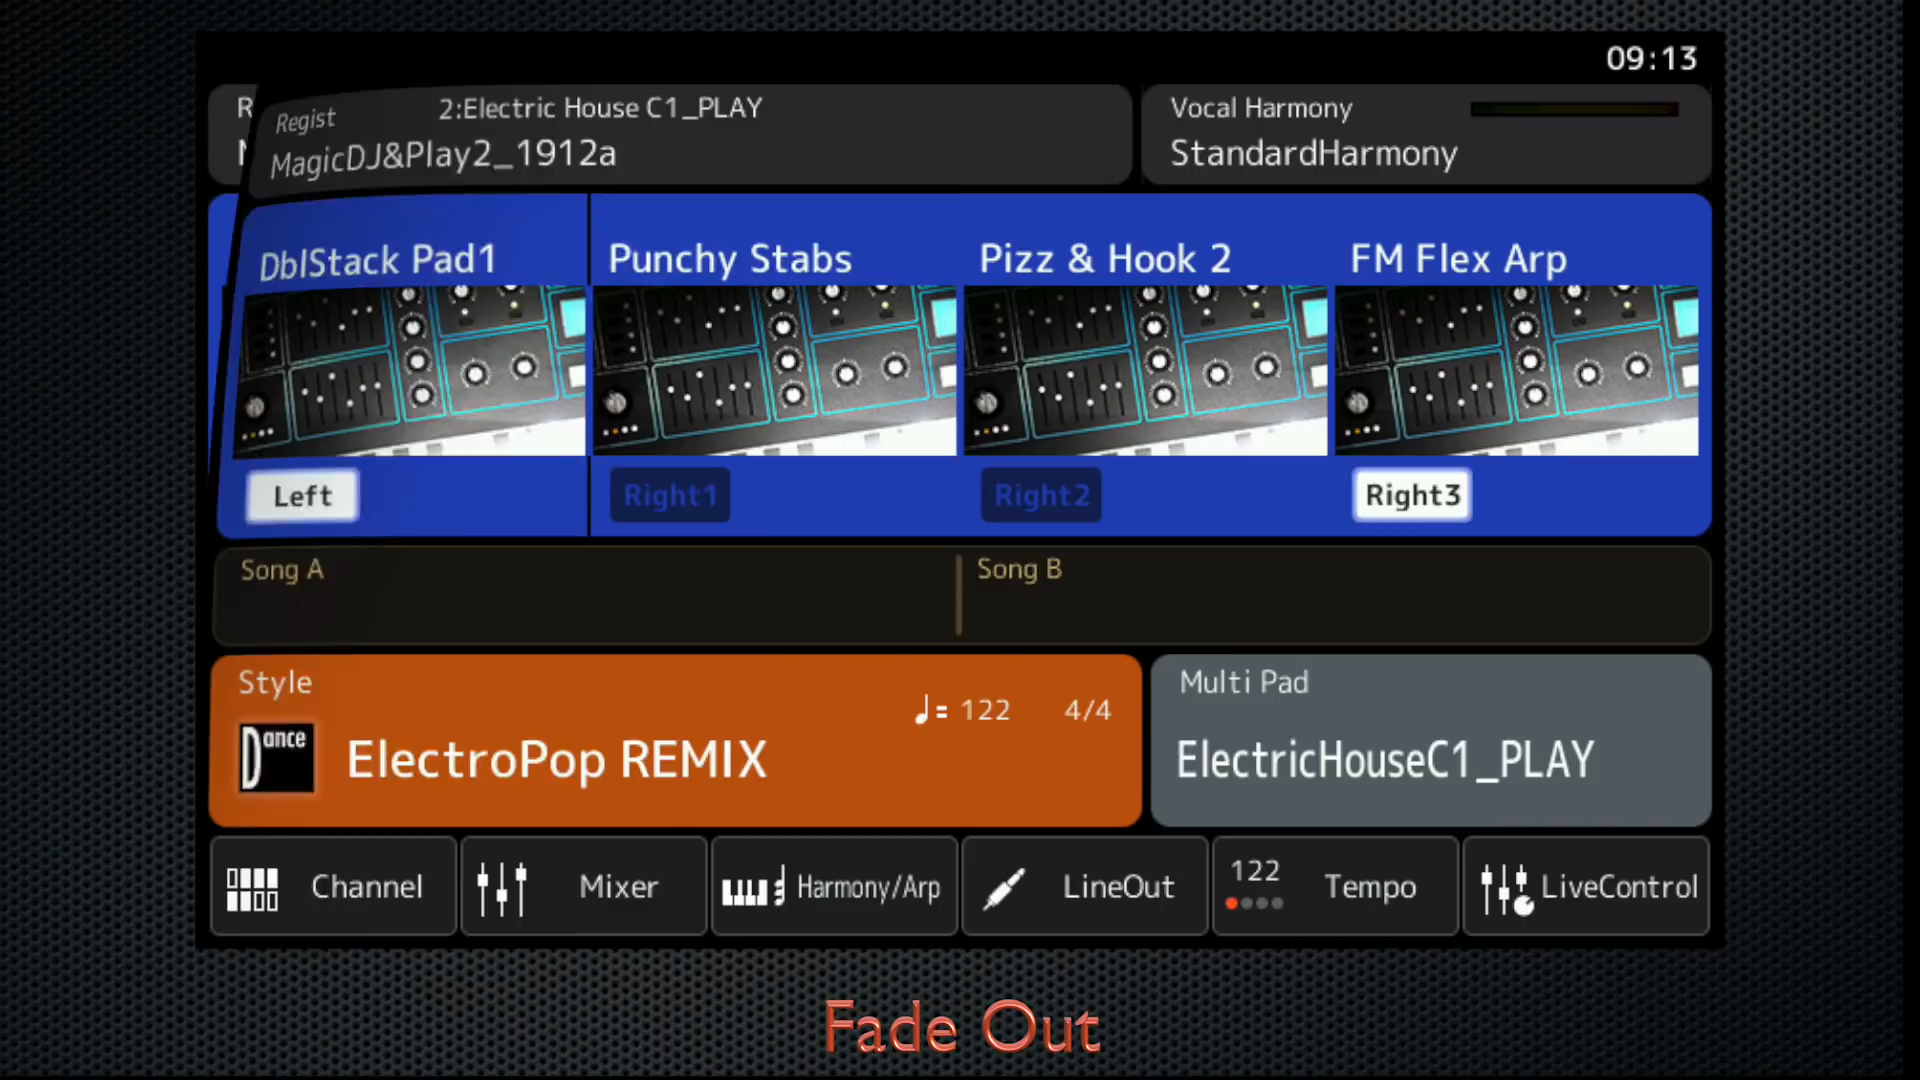 09:13
R
Regist 2:Electric House C1_PLAY
MagicDJ&Play2_1912a
Vocal Harmony
StandardHarmony
DblStack Pad1
Punchy Stabs
Pizz & Hook 2
FM Flex Arp
Left
Right1
Right2
Right3
Song A
Song B
Style
♩= 122 4/4
Dance
ElectroPop REMIX
Multi Pad
ElectricHouseC1_PLAY
Channel
Mixer
Harmony/Arp
LineOut
122
Tempo
LiveControl
Fade Out